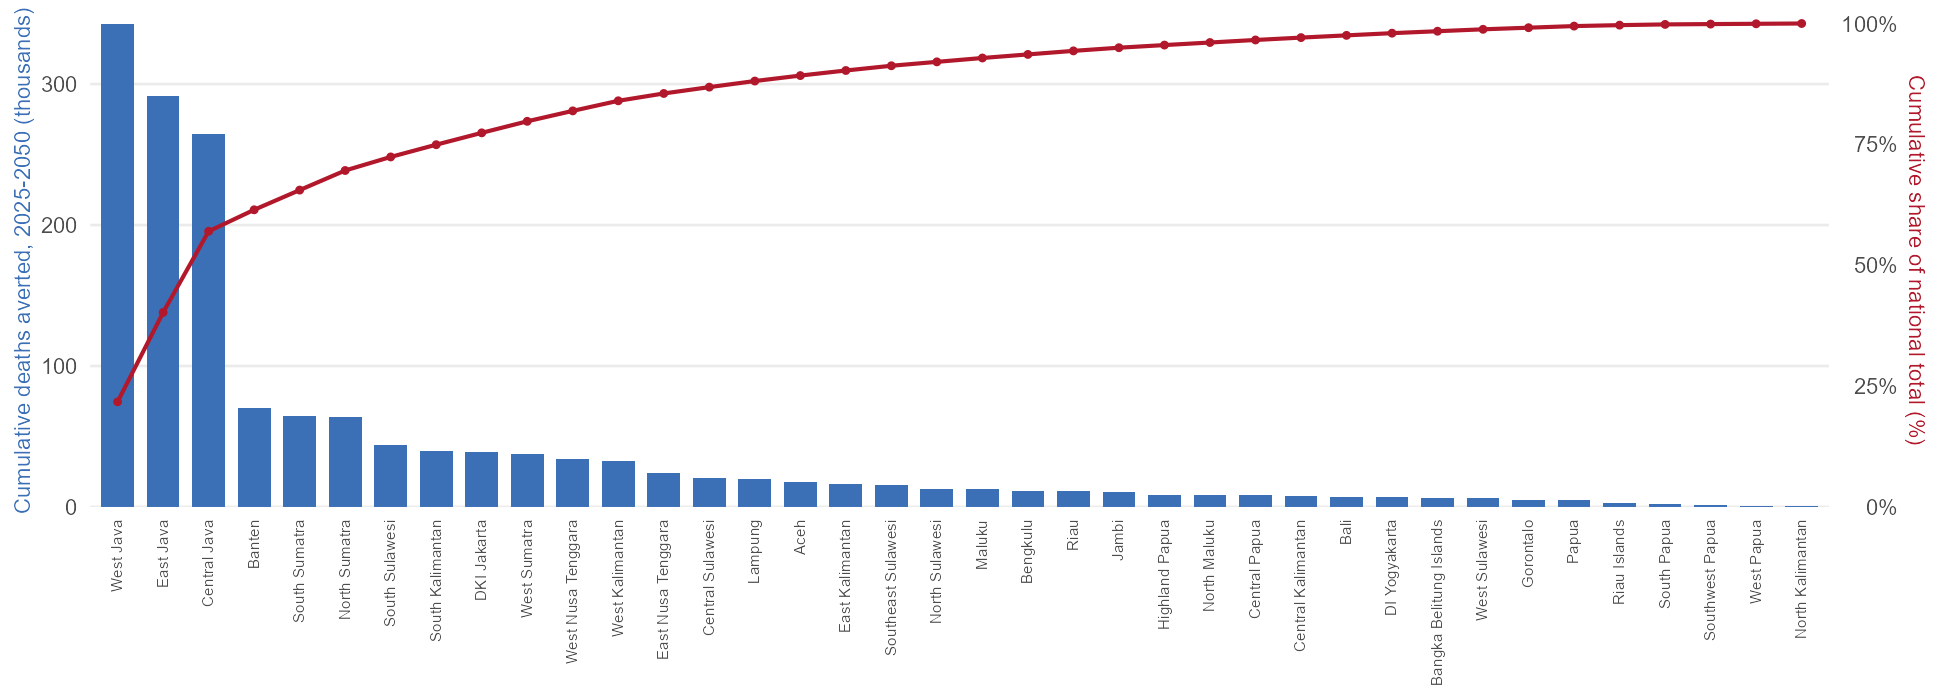 Cumulative deaths averted, 2025-2050 (thousands)
300
200
100
0
100%
75%
50%
25%
0%
Cumulative share of national total (%)
West Java
East Java
Central Java
Banten
South Sumatra
North Sumatra
South Sulawesi
South Kalimantan
DKI Jakarta
West Sumatra
West Nusa Tenggara
West Kalimantan
East Nusa Tenggara
Central Sulawesi
Lampung
Aceh
East Kalimantan
Southeast Sulawesi
North Sulawesi
Maluku
Bengkulu
Riau
Jambi
Highland Papua
North Maluku
Central Papua
Central Kalimantan
Bali
DI Yogyakarta
Bangka Belitung Islands
West Sulawesi
Gorontalo
Papua
Riau Islands
South Papua
Southwest Papua
West Papua
North Kalimantan